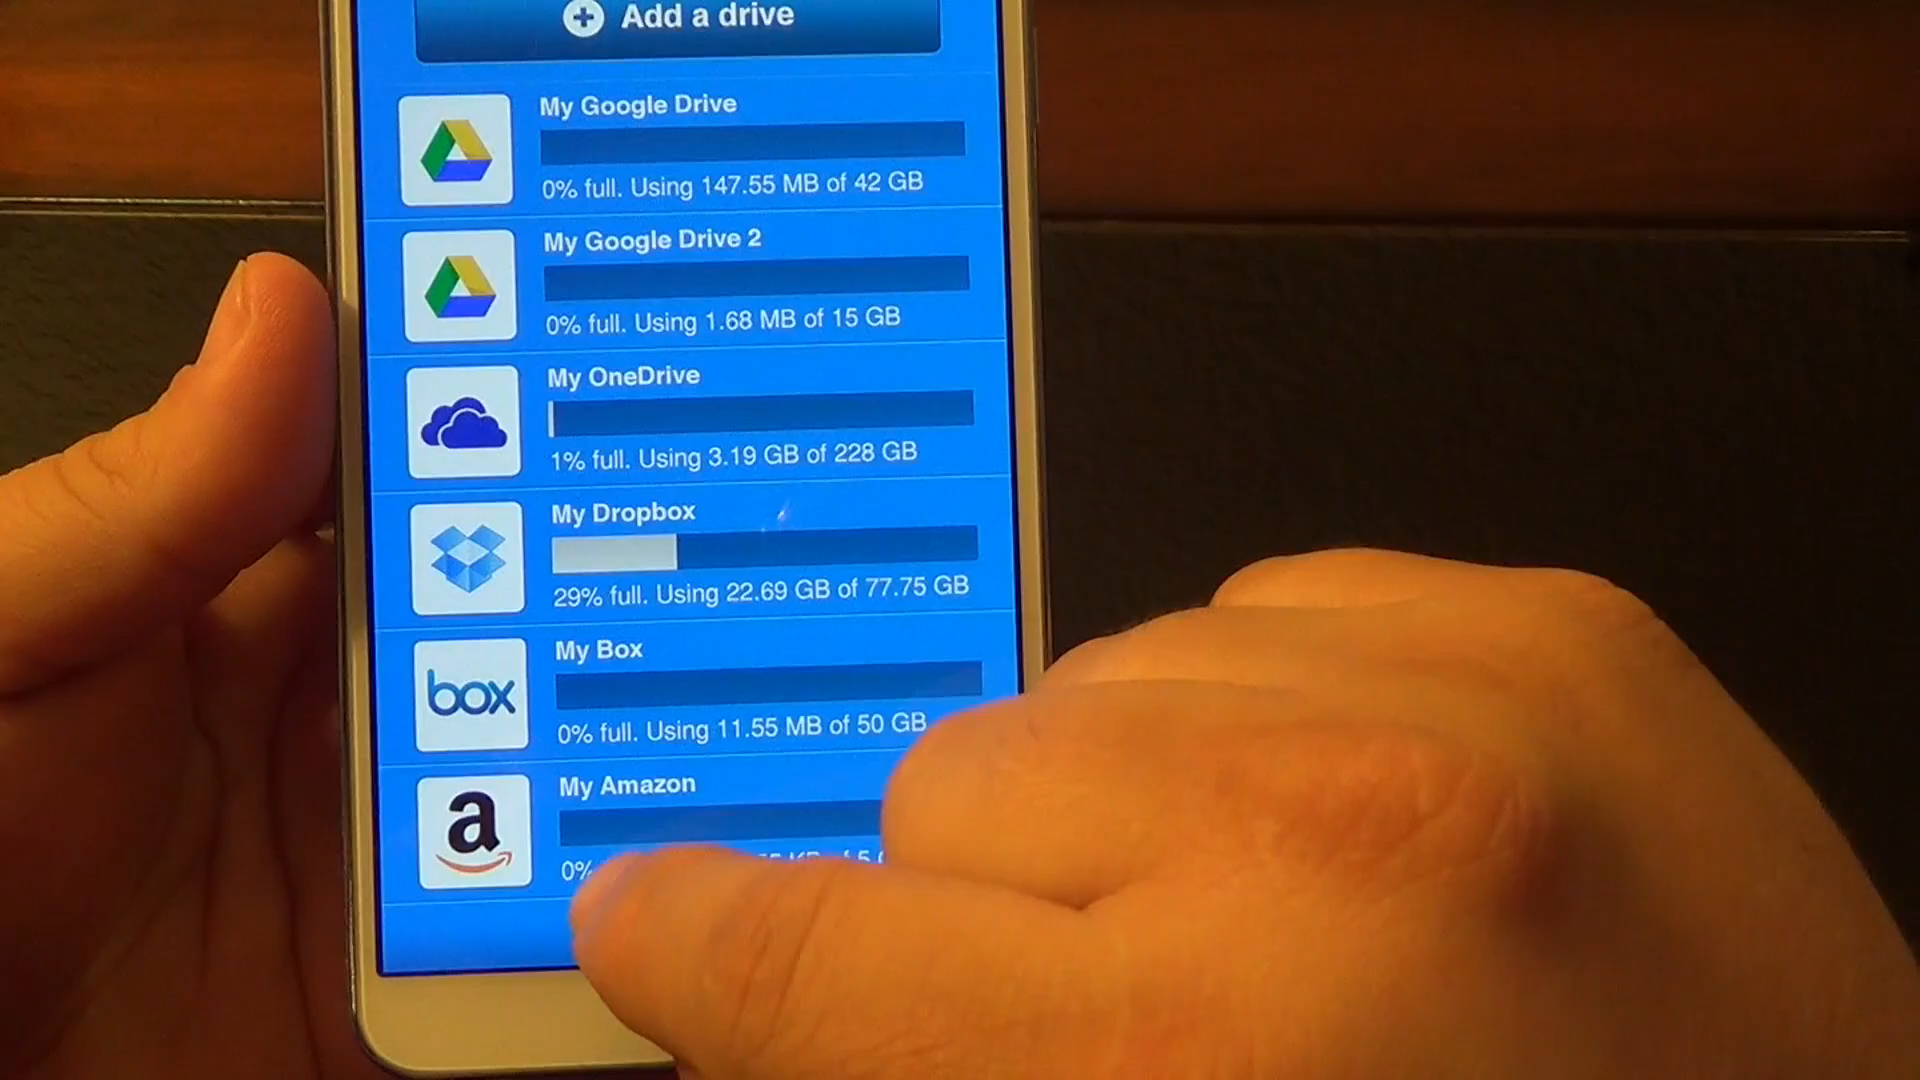 Add a drive
My Google Drive
0% full. Using 147.55 MB of 42 GB
My Google Drive 2
0% full. Using 1.68 MB of 15 GB
My OneDrive
1% full. Using 3.19 GB of 228 GB
My Dropbox
29% full. Using 22.69 GB of 77.75 GB
box
My Box
0% full. Using 11.55 MB of 50 GB
a
My Amazon
0%